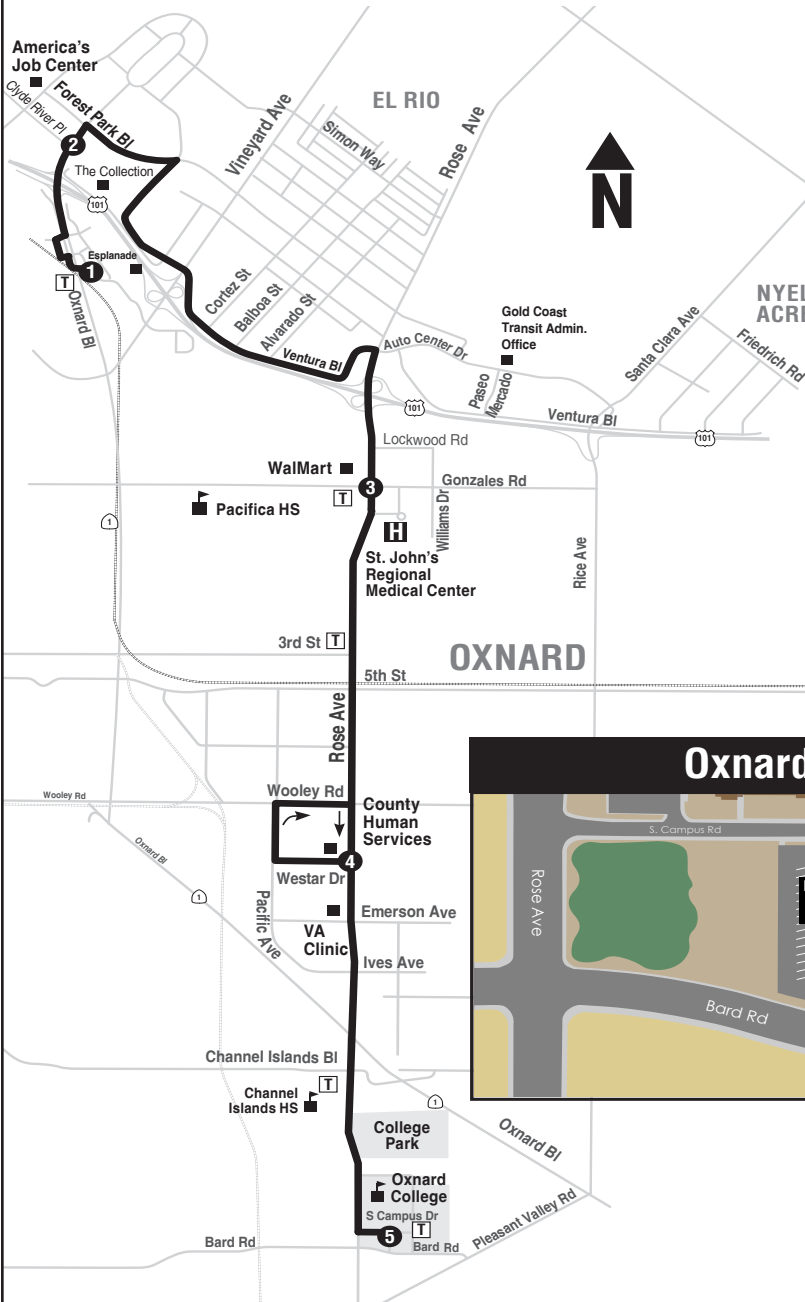 America's
Job Center
Clyde River Pl
Forest Park Bl
2
The Collection
101
Esplanade
1
T
Oxnard Bl
Vineyard Ave
EL RIO
Simon Way
Rose Ave
N
Cortez St
Balboa St
Alvarado St
Ventura Bl
Auto Center Dr
Gold Coast
Transit Admin.
Office
Paseo
Mercado
Santa Clara Ave
Friedrich Rd
101
Ventura Bl
101
Lockwood Rd
WalMart
3
Gonzales Rd
T
Pacifica HS
1
H
Williams Dr
St. John's
Regional
Medical Center
Rice Ave
3rd St T
OXNARD
5th St
Rose Ave
Wooley Rd
Wooley Rd
County
Human
Services
4
Oxnard Bl
1
Westar Dr
Pacific Ave
VA
Clinic
Emerson Ave
Ives Ave
Channel Islands Bl
T
Channel
Islands HS
1
College
Park
Oxnard Bl
Oxnard
College
S Campus Dr
T
5
Bard Rd
Bard Rd
Pleasant Valley Rd
Oxnard
S. Campus Rd
Rose Ave
Bard Rd